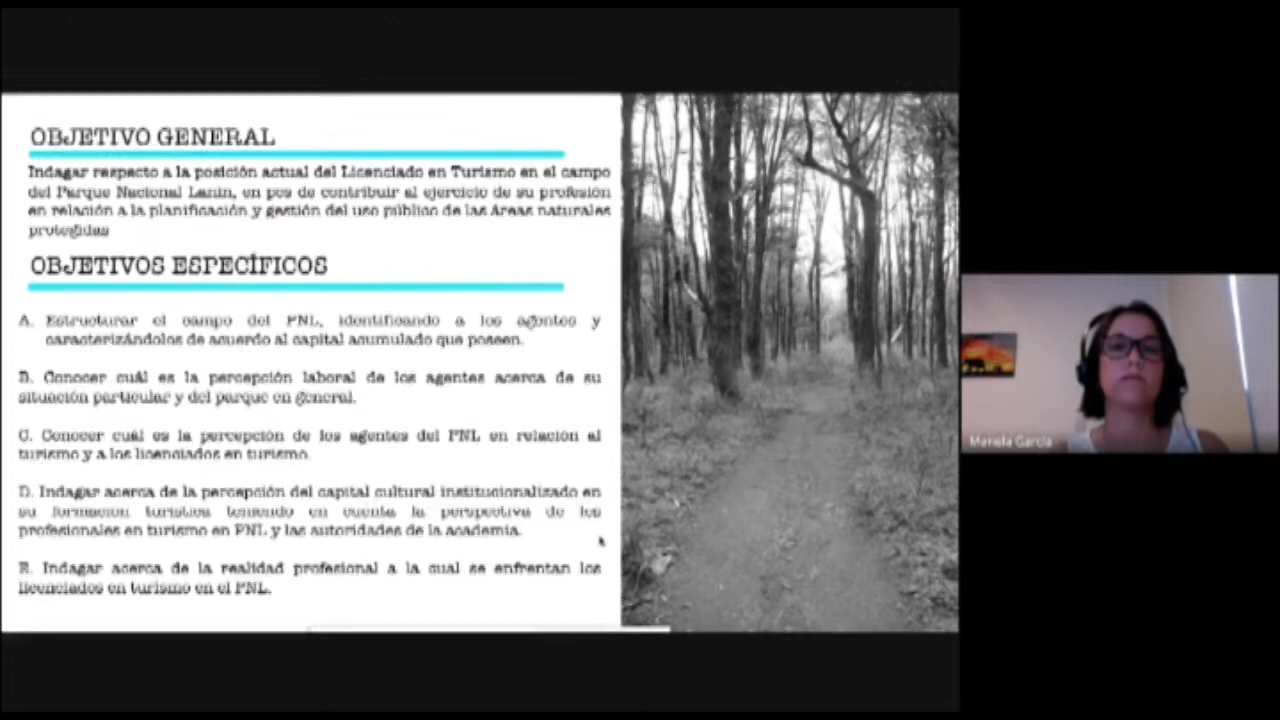 OBJETIVO GENERAL
Indagar respecto a la posición actual del Licenciado en Turismo en el campo
del Parque Nacional Lanín, en pos de contribuir al ejercicio de su profesión
en relación a la planificación y gestión del uso público de las Áreas naturales
protegidas
OBJETIVOS ESPECÍFICOS
A. Estructurar el campo del PNL, identificando a los agentes y
caracterizándolos de acuerdo al capital acumulado que poseen.
B. Conocer cuál es la percepción laboral de los agentes acerca de su
situación particular y del parque en general.
C. Conocer cuál es la percepción de los agentes del PNL en relación al
turismo y a los licenciados en turismo.
D. Indagar acerca de la percepción del capital cultural institucionalizado en
su formación turística teniendo en cuenta la perspectiva de los
profesionales en turismo en PNL y las autoridades de la academia.
E. Indagar acerca de la realidad profesional a la cual se enfrentan los
licenciados en turismo en el PNL.
Mariela García